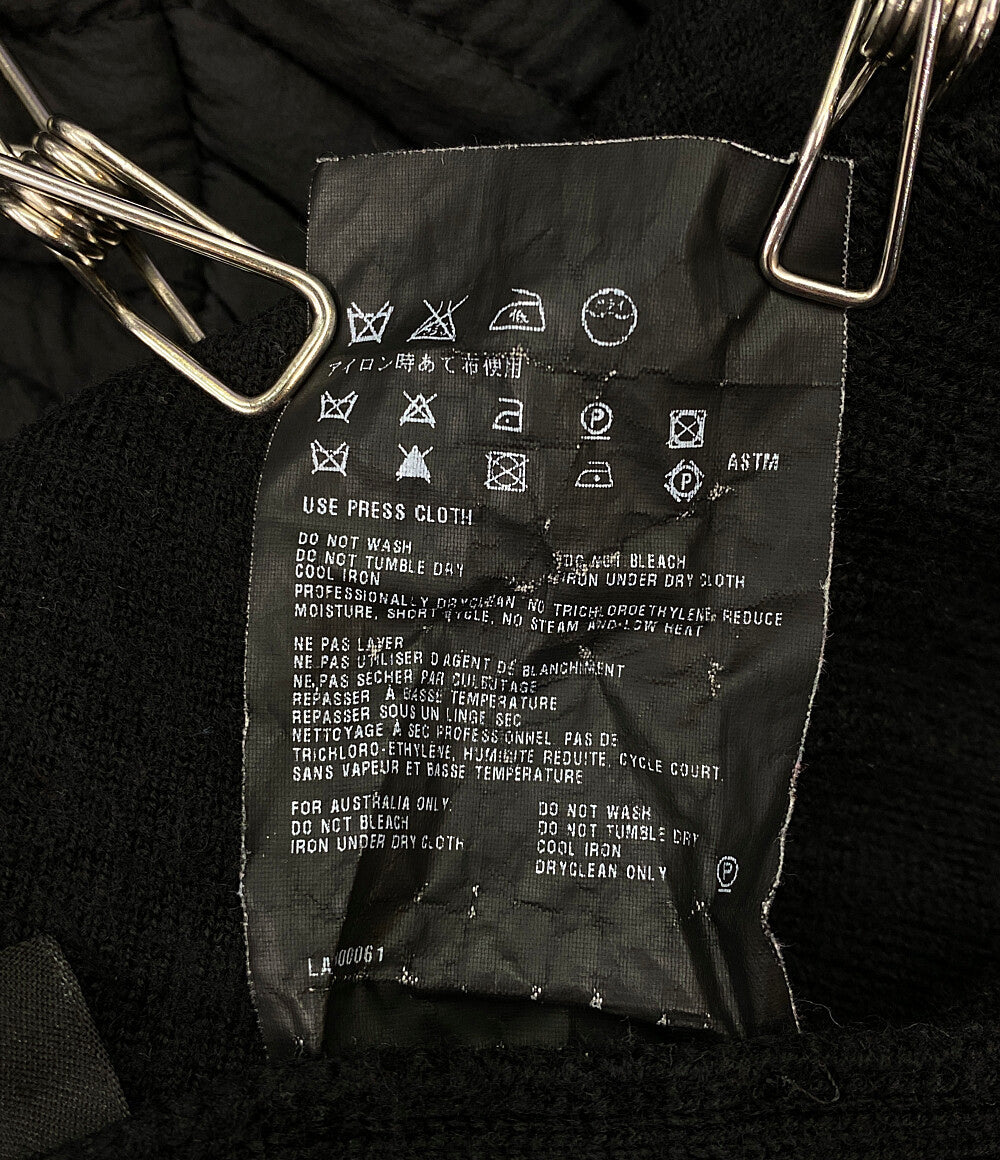 低
アイロン時あて布使用
P
ASTM
P
USE PRESS CLOTH
DO NOT WASH
DO NOT BLEACH
DO NOT TUMBLE DRY
IRON UNDER DRY CLOTH
COOL IRON
PROFESSIONALLY DRYCLEAN NO TRICHLOROETHYLENE, REDUCE
MOISTURE, SHORT CYCLE, NO STEAM AND LOW HEAT
NE PAS LAVER
NE PAS UTILISER D'AGENT DE BLANCHIMENT
NE PAS SECHER PAR CULBUTAGE
REPASSER À BASSE TEMPERATURE
REPASSER SOUS UN LINGE SEC
NETTOYAGE À SEC PROFESSIONNEL PAS DE
TRICHLORO-ETHYLENE, HUMIDITE REDUITE, CYCLE COURT,
SANS VAPEUR ET BASSE TEMPERATURE
FOR AUSTRALIA ONLY:
DO NOT WASH
DO NOT BLEACH
DO NOT TUMBLE DRY
IRON UNDER DRY CLOTH
COOL IRON
DRYCLEAN ONLY
P